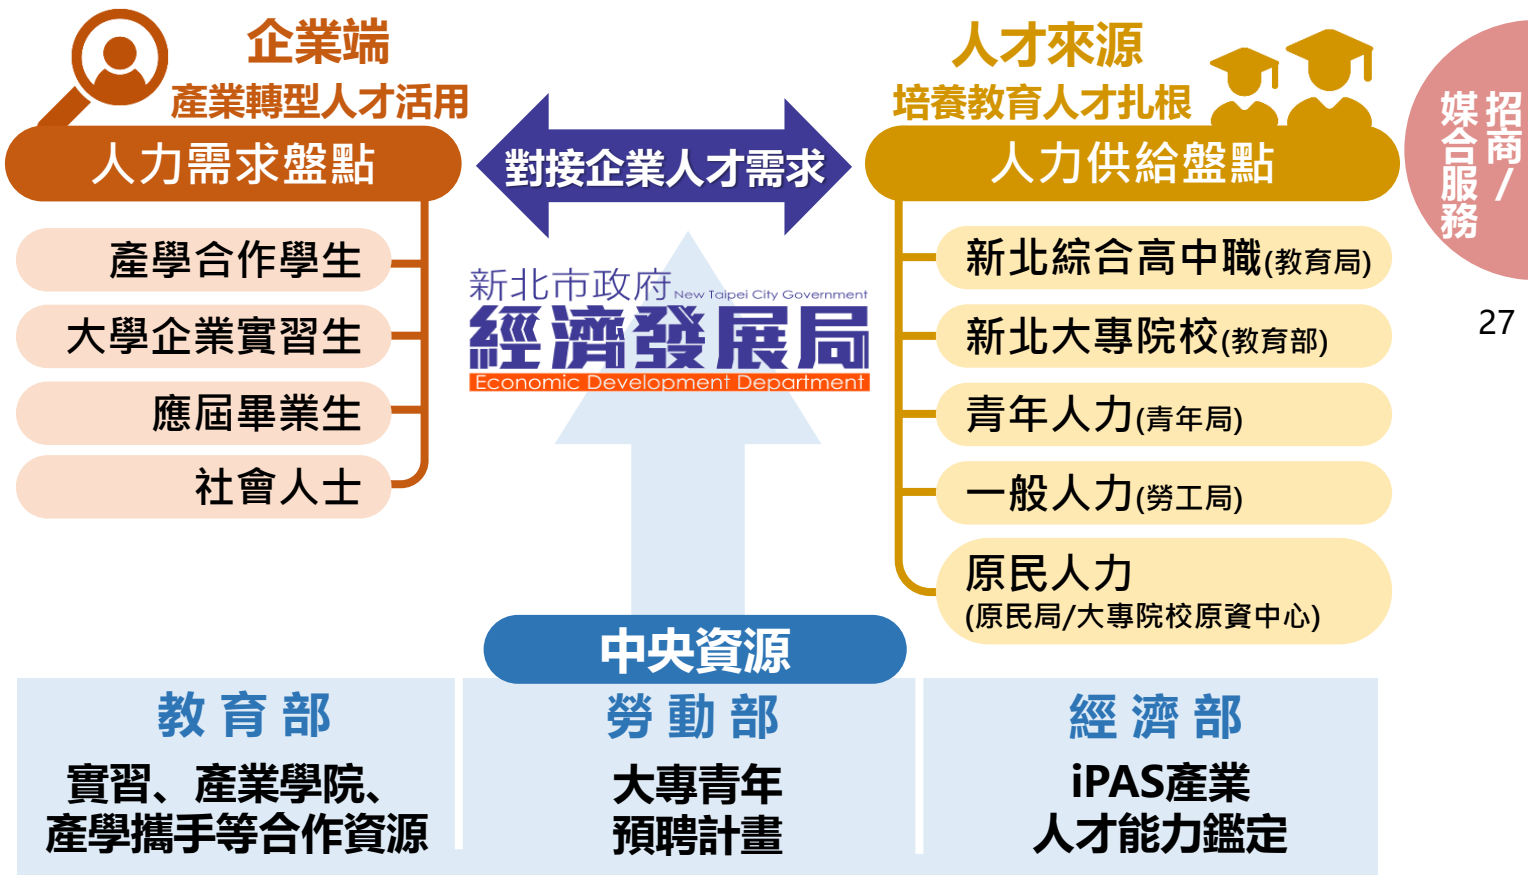 企業端
產業轉型人才活用
人力需求盤點
產學合作學生
大學企業實習生
應屆畢業生
社會人士
對接企業人才需求
新北市政府 New Taipei City Government
經濟發展局
Economic Development Department
人才來源
培養教育人才扎根
人力供給盤點
新北綜合高中職(教育局)
新北大專院校(教育部)
青年人力(青年局)
一般人力(勞工局)
原民人力
(原民局/大專院校原資中心)
招商/
媒合服務
27
中央資源
教育部
實習、產業學院、
產學攜手等合作資源
勞動部
大專青年
預聘計畫
經濟部
iPAS產業
人才能力鑑定